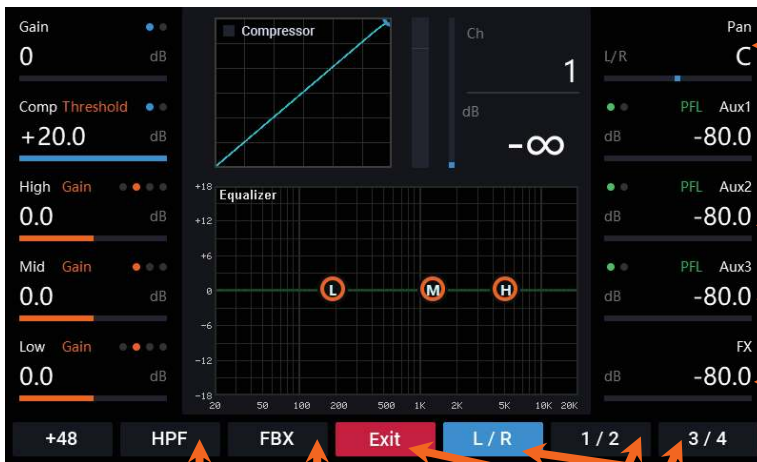 Gain
0 dB
Comp Threshold
+20.0 dB
High Gain
0.0 dB
Mid Gain
0.0 dB
Low Gain
0.0 dB
Compressor
Ch
1
dB
-∞
Equalizer
+18
+12
+6
0
-6
-12
-18
L M H
20 50 100 200 500 1K 2K 5K 10K 20K
Pan
L/R C
PFL Aux1
dB -80.0
PFL Aux2
dB -80.0
PFL Aux3
dB -80.0
FX
dB -80.0
+48 HPF FBX Exit L / R 1 / 2 3 / 4